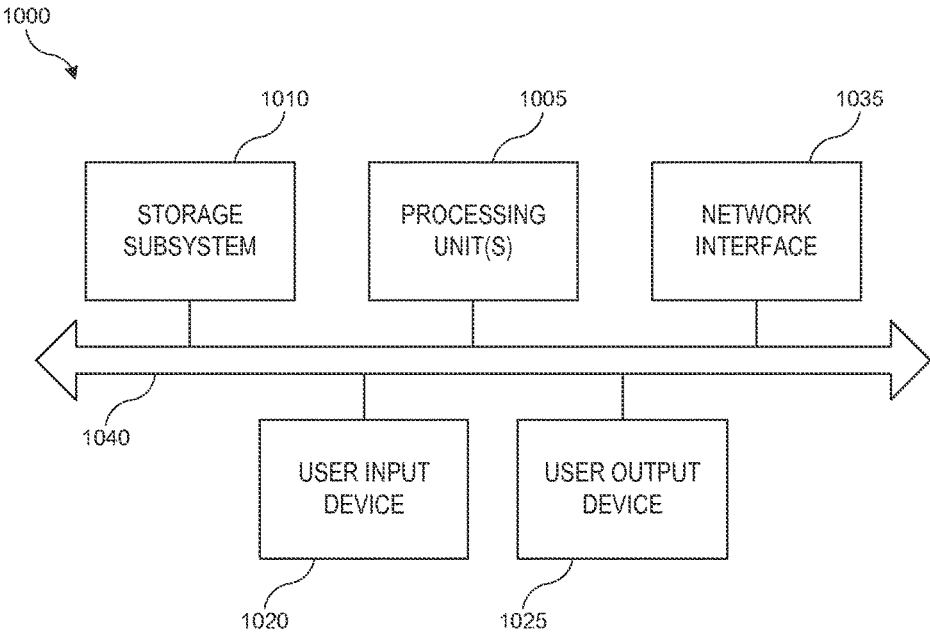 1000
1010
1005
1035
STORAGE
SUBSYSTEM
PROCESSING
UNIT(S)
NETWORK
INTERFACE
1040
USER INPUT
DEVICE
USER OUTPUT
DEVICE
1020
1025